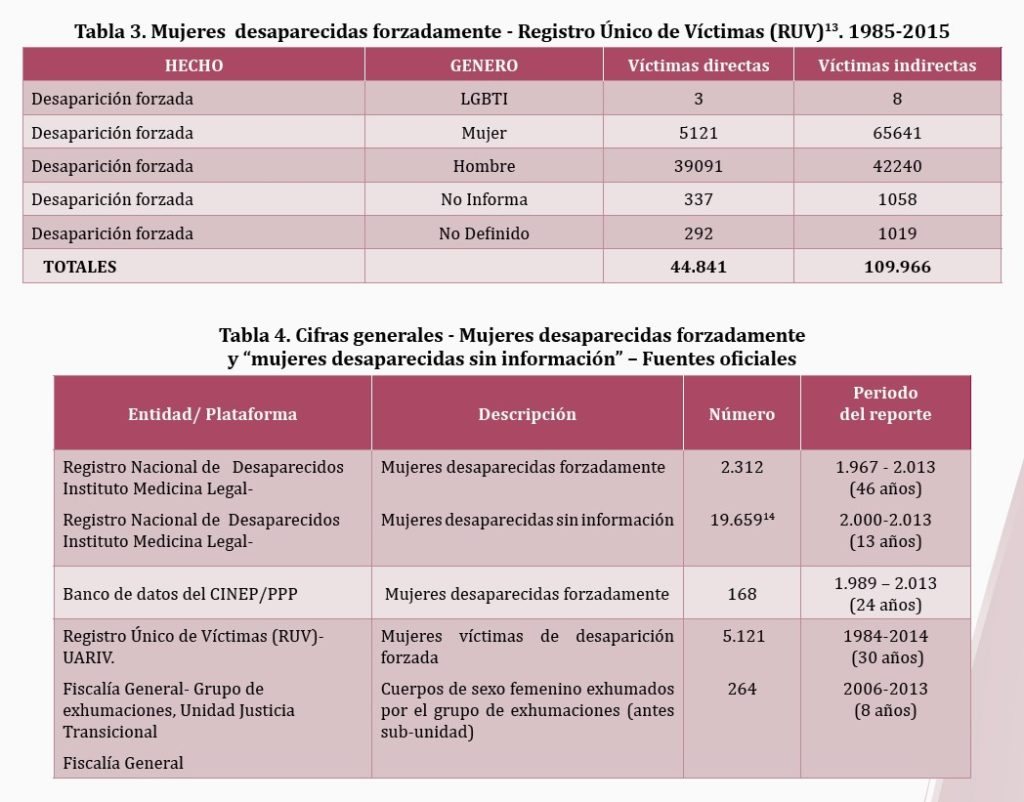 Tabla 3. Mujeres desaparecidas forzadamente - Registro Único de Víctimas (RUV)¹³. 1985-2015
HECHO GENERO Víctimas directas Víctimas indirectas
Desaparición forzada LGBTI 3 8
Desaparición forzada Mujer 5121 65641
Desaparición forzada Hombre 39091 42240
Desaparición forzada No Informa 337 1058
Desaparición forzada No Definido 292 1019
TOTALES 44.841 109.966
Tabla 4. Cifras generales - Mujeres desaparecidas forzadamente
y “mujeres desaparecidas sin información” – Fuentes oficiales
Entidad/ Plataforma Descripción Número Periodo
del reporte
Registro Nacional de Desaparecidos Mujeres desaparecidas forzadamente 2.312 1.967 - 2.013
Instituto Medicina Legal- (46 años)
Registro Nacional de Desaparecidos Mujeres desaparecidas sin información 19.659¹⁴ 2.000-2.013
Instituto Medicina Legal- (13 años)
Banco de datos del CINEP/PPP Mujeres desaparecidas forzadamente 168 1.989 – 2.013
(24 años)
Registro Único de Víctimas (RUV)- Mujeres víctimas de desaparición 5.121 1984-2014
UARIV. forzada (30 años)
Fiscalía General- Grupo de Cuerpos de sexo femenino exhumados 264 2006-2013
exhumaciones, Unidad Justicia por el grupo de exhumaciones (antes (8 años)
Transicional sub-unidad)
Fiscalía General